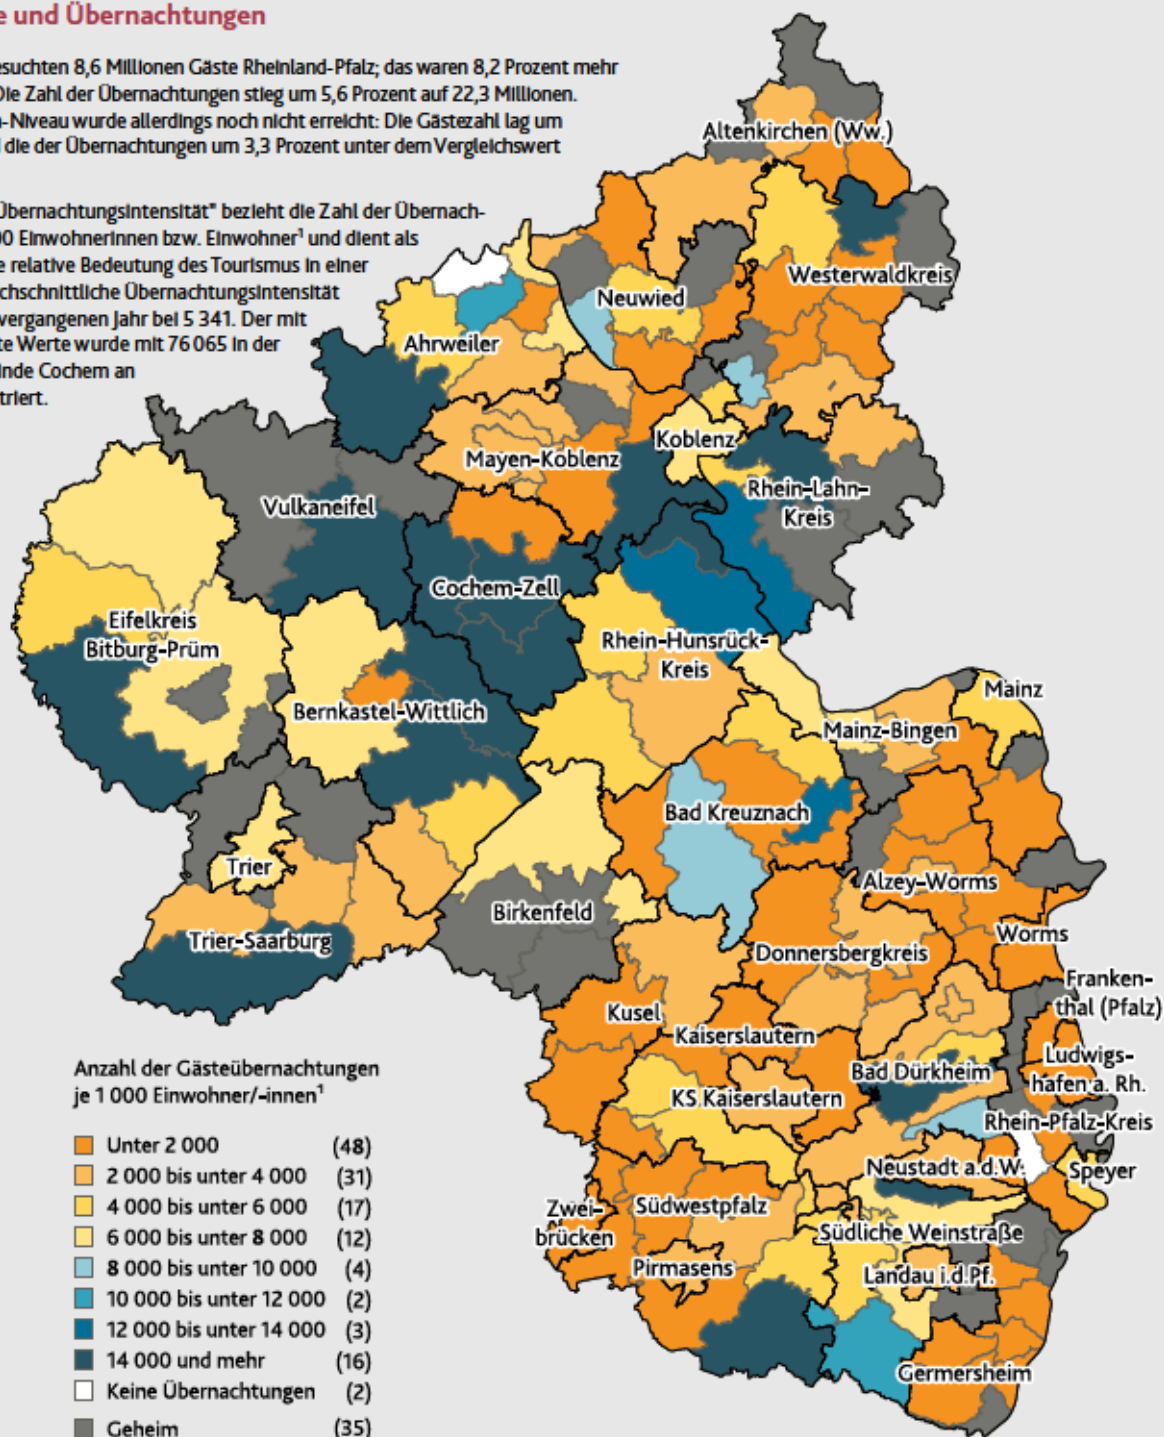 e und Übernachtungen
esuchten 8,6 Millionen Gäste Rheinland-Pfalz; das waren 8,2 Prozent mehr
Die Zahl der Übernachtungen stieg um 5,6 Prozent auf 22,3 Millionen.
-Niveau wurde allerdings noch nicht erreicht: Die Gästezahl lag um
die der Übernachtungen um 3,3 Prozent unter dem Vergleichswert
Übernachtungsintensität" bezieht die Zahl der Übernach-
00 Einwohnerinnen bzw. Einwohner¹ und dient als
e relative Bedeutung des Tourismus in einer
chschnittliche Übernachtungsintensität
vergangenen Jahr bei 5 341. Der mit
te Werte wurde mit 76 065 in der
inde Cochem an
triert.
Altenkirchen (Ww.)
Westerwaldkreis
Neuwied
Ahrweiler
Koblenz
Mayen-Koblenz
Rhein-Lahn-
Kreis
Vulkaneifel
Cochem-Zell
Eifelkreis
Bitburg-Prüm
Rhein-Hunsrück-
Kreis
Mainz
Bernkastel-Wittlich
Mainz-Bingen
Bad Kreuznach
Trier
Alzey-Worms
Birkenfeld
Worms
Trier-Saarburg
Donnersbergkreis
Franken-
thal (Pfalz)
Kusel
Kaiserslautern
Ludwigs-
hafen a. Rh.
Bad Dürkheim
KS Kaiserslautern
Rhein-Pfalz-Kreis
Neustadt a.d.W.
Speyer
Zwei-
brücken
Südwestpfalz
Südliche Weinstraße
Pirmasens
Landau i.d.Pf.
Germersheim
Anzahl der Gästeübernachtungen
je 1 000 Einwohner/-innen¹
Unter 2 000 (48)
2 000 bis unter 4 000 (31)
4 000 bis unter 6 000 (17)
6 000 bis unter 8 000 (12)
8 000 bis unter 10 000 (4)
10 000 bis unter 12 000 (2)
12 000 bis unter 14 000 (3)
14 000 und mehr (16)
Keine Übernachtungen (2)
Geheim (35)